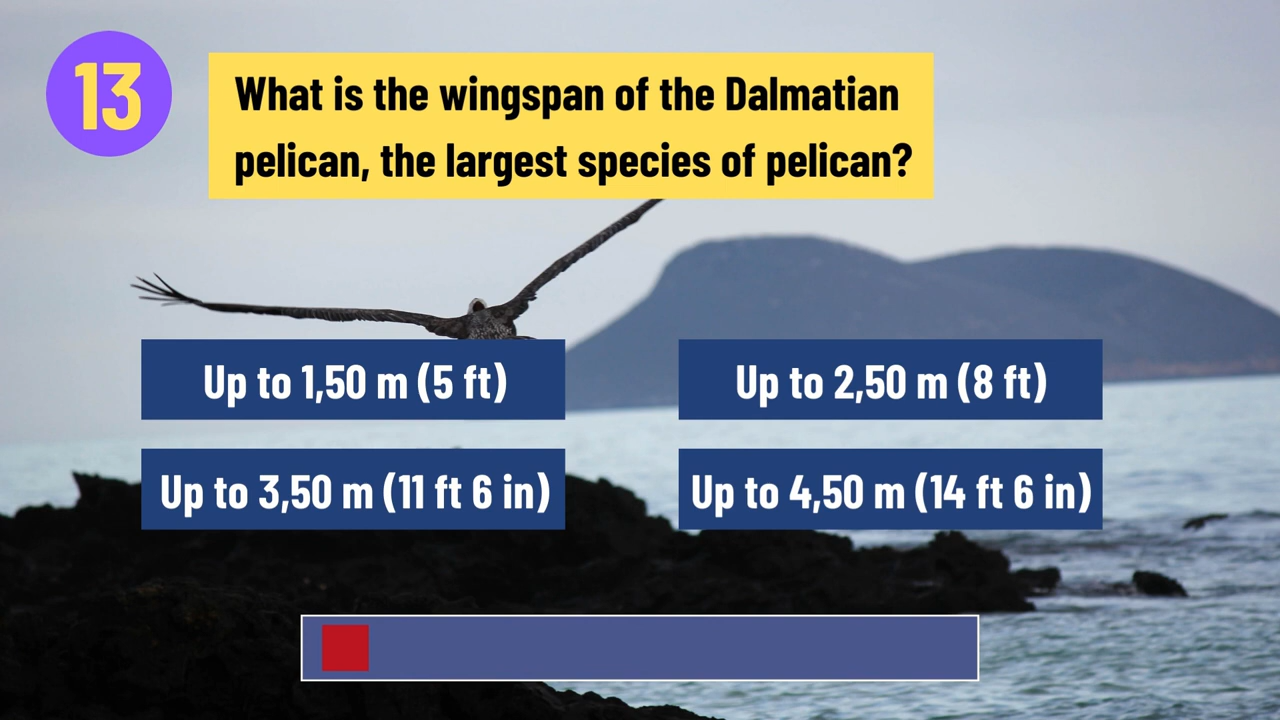 13
What is the wingspan of the Dalmatian
pelican, the largest species of pelican?
Up to 1,50 m (5 ft)
Up to 2,50 m (8 ft)
Up to 3,50 m (11 ft 6 in)
Up to 4,50 m (14 ft 6 in)